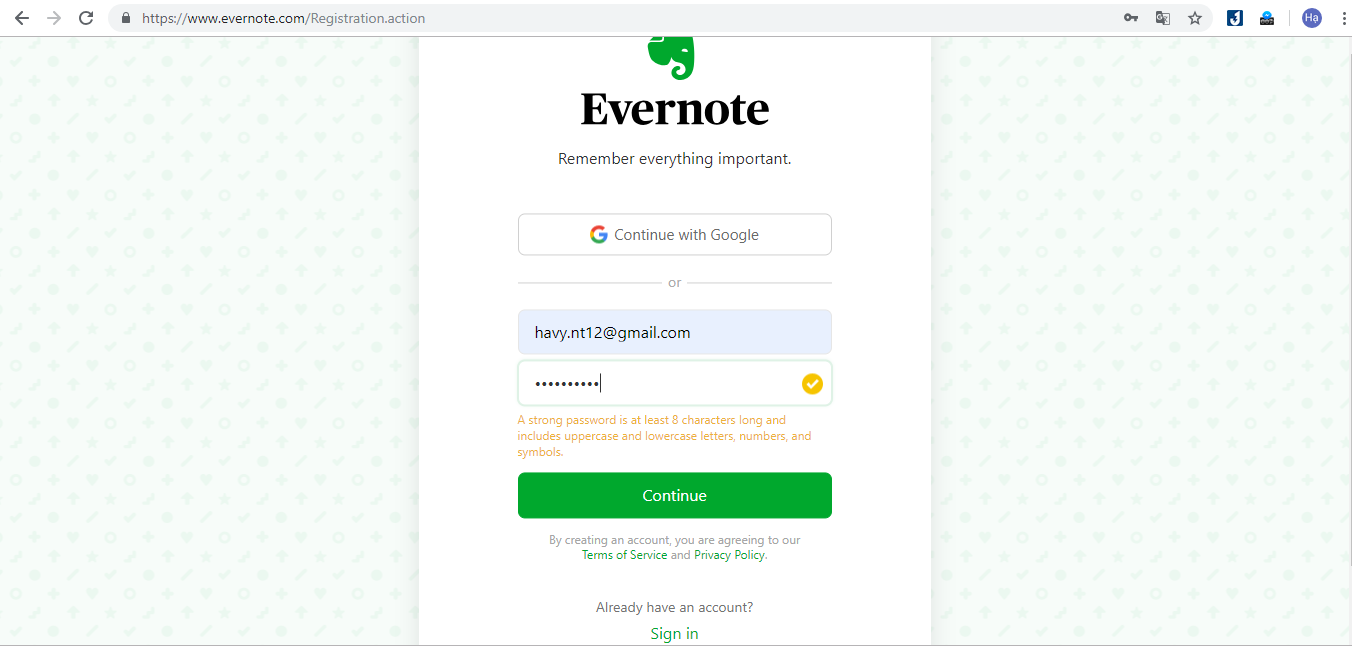 https://www.evernote.com/Registration.action
Hạ
Evernote
Remember everything important.
Continue with Google
or
havy.nt12@gmail.com
••••••••••
A strong password is at least 8 characters long and
includes uppercase and lowercase letters, numbers, and
symbols.
Continue
By creating an account, you are agreeing to our
Terms of Service and Privacy Policy.
Already have an account?
Sign in